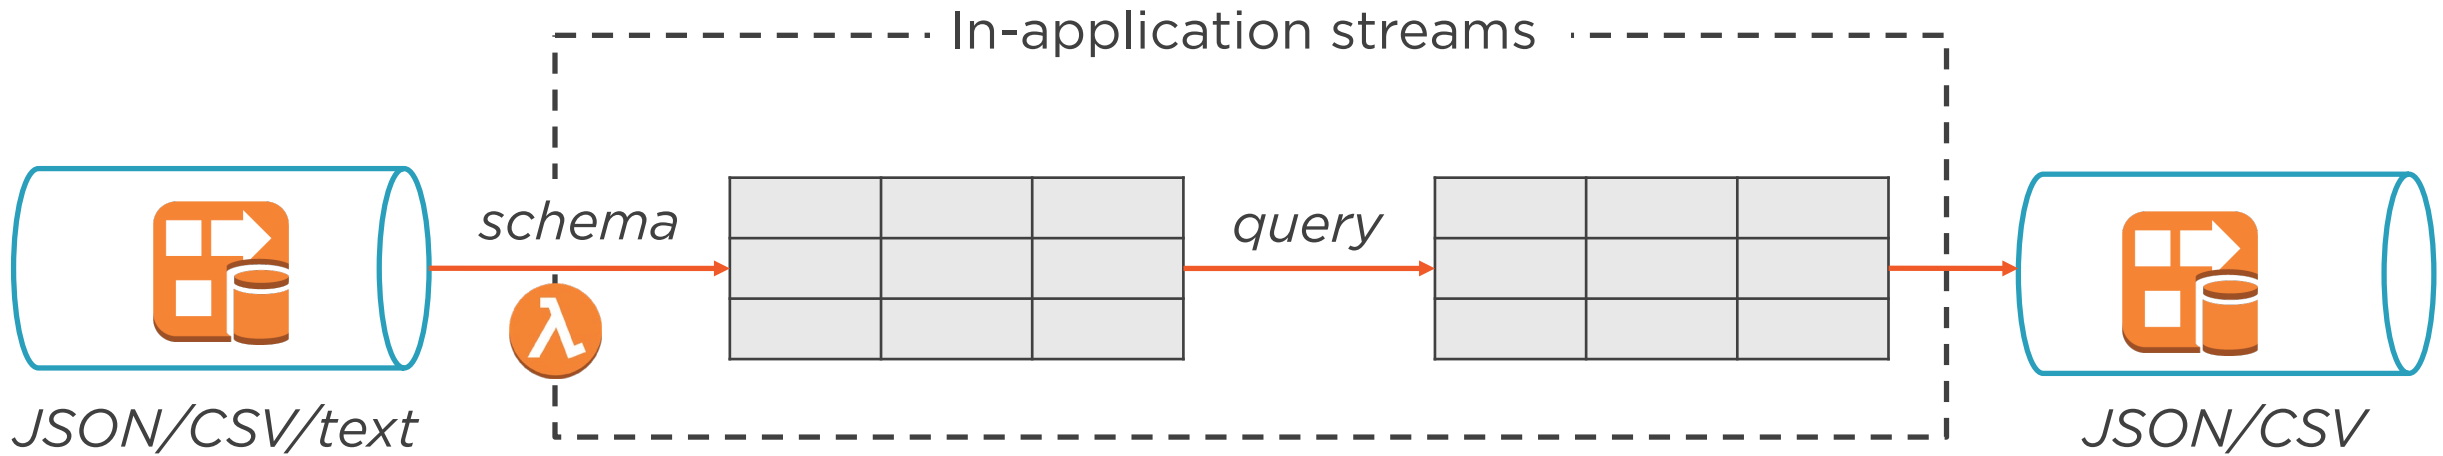 In-application streams
schema
query
JSON/CSV/text
JSON/CSV